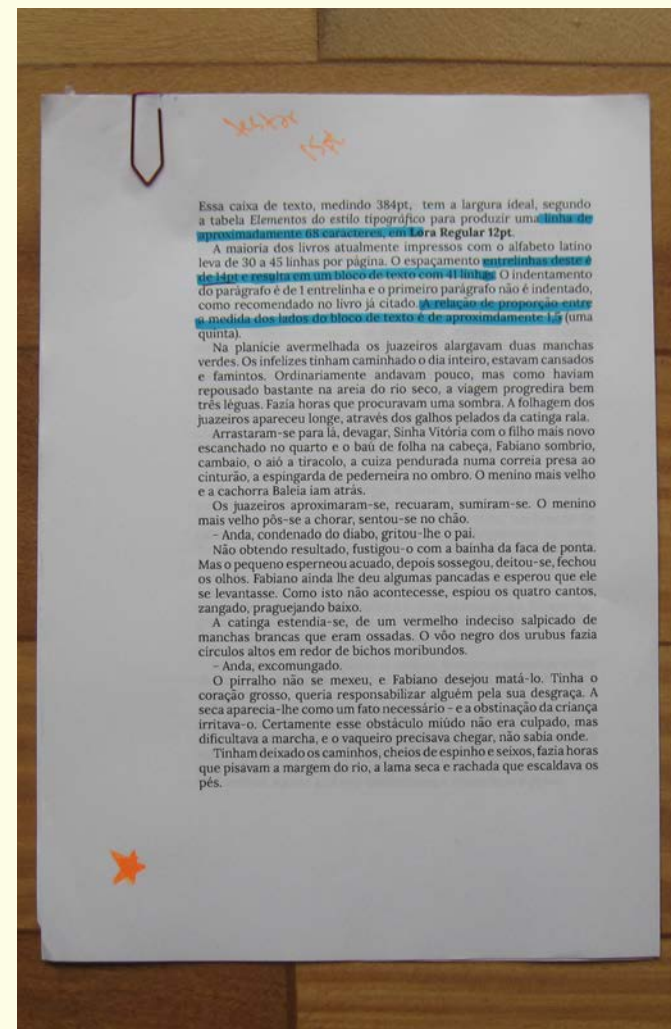 testar
15pt
Essa caixa de texto, medindo 384pt, tem a largura ideal, segundo
a tabela Elementos do estilo tipográfico para produzir uma linha de
aproximadamente 68 caracteres, em Lora Regular 12pt.
A maioria dos livros atualmente impressos com o alfabeto latino
leva de 30 a 45 linhas por página. O espaçamento entrelinhas deste é
de 14pt e resulta em um bloco de texto com 41 linhas. O indentamento
do parágrafo é de 1 entrelinha e o primeiro parágrafo não é indentado,
como recomendado no livro já citado. A relação de proporção entre
a medida dos lados do bloco de texto é de aproximdamente 1,5 (uma
quinta).
Na planície avermelhada os juazeiros alargavam duas manchas
verdes. Os infelizes tinham caminhado o dia inteiro, estavam cansados
e famintos. Ordinariamente andavam pouco, mas como haviam
repousado bastante na areia do rio seco, a viagem progredira bem
três léguas. Fazia horas que procuravam uma sombra. A folhagem dos
juazeiros apareceu longe, através dos galhos pelados da catinga rala.
Arrastaram-se para lá, devagar, Sinha Vitória com o filho mais novo
escanchado no quarto e o baú de folha na cabeça, Fabiano sombrio,
cambaio, o aió a tiracolo, a cuiza pendurada numa correia presa ao
cinturão, a espingarda de pederneira no ombro. O menino mais velho
e a cachorra Baleia iam atrás.
Os juazeiros aproximaram-se, recuaram, sumiram-se. O menino
mais velho pôs-se a chorar, sentou-se no chão.
– Anda, condenado do diabo, gritou-lhe o pai.
Não obtendo resultado, fustigou-o com a bainha da faca de ponta.
Mas o pequeno esperneou acuado, depois sossegou, deitou-se, fechou
os olhos. Fabiano ainda lhe deu algumas pancadas e esperou que ele
se levantasse. Como isto não acontecesse, espiou os quatro cantos,
zangado, praguejando baixo.
A catinga estendia-se, de um vermelho indeciso salpicado de
manchas brancas que eram ossadas. O vôo negro dos urubus fazia
círculos altos em redor de bichos moribundos.
– Anda, excomungado.
O pirralho não se mexeu, e Fabiano desejou matá-lo. Tinha o
coração grosso, queria responsabilizar alguém pela sua desgraça. A
seca aparecia-lhe como um fato necessário – e a obstinação da criança
irritava-o. Certamente esse obstáculo miúdo não era culpado, mas
dificultava a marcha, e o vaqueiro precisava chegar, não sabia onde.
Tinham deixado os caminhos, cheios de espinho e seixos, fazia horas
que pisavam a margem do rio, a lama seca e rachada que escaldava os
pés.